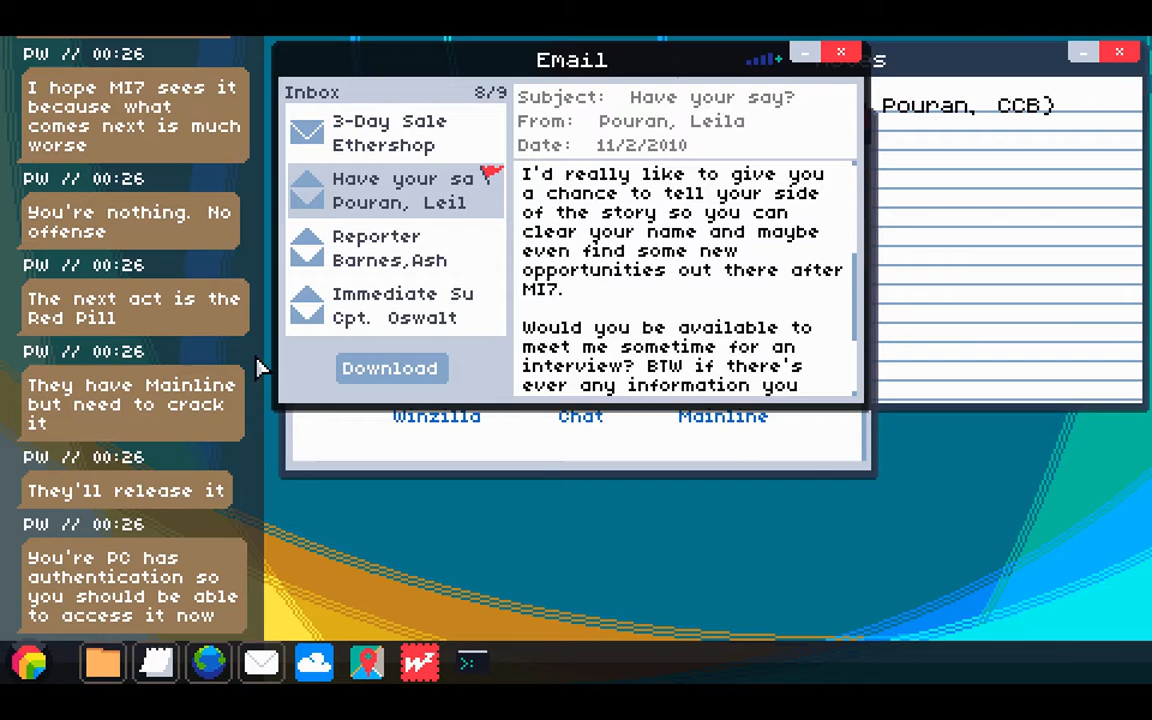 PW // 00:26
I hope MI7 sees it
because what
comes next is much
worse
PW // 00:26
You're nothing. No
offense
PW // 00:26
The next act is the
Red Pill
PW // 00:26
They have Mainline
but need to crack
it
PW // 00:26
They'll release it
PW // 00:26
You're PC has
authentication so
you should be able
to access it now
Email
Inbox 8/9
3-Day Sale
Ethershop
Have your sa
Pouran, Leil
Reporter
Barnes,Ash
Immediate Su
Cpt. Oswalt
Download
Subject: Have your say?
From: Pouran, Leila
Date: 11/2/2010
I'd really like to give you
a chance to tell your side
of the story so you can
clear your name and maybe
even find some new
opportunities out there after
MI7.
Would you be available to
meet me sometime for an
interview? BTW if there's
ever any information you
Pouran, CCB}
Winzilla Chat Mainline